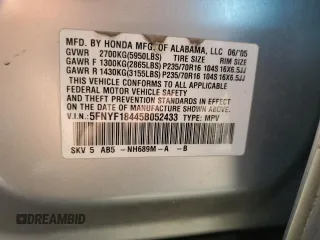 MFD. BY HONDA MFG. OF ALABAMA, LLC 06/'05
GVWR 2700KG(5950LBS) TIRE SIZE RIM SIZE
GAWR F 1300KG(2865LBS) P235/70R16 104S 16X6.5JJ
GAWR R 1430KG(3155LBS) P235/70R16 104S 16X6.5JJ
THIS VEHICLE CONFORMS TO ALL APPLICABLE
FEDERAL MOTOR VEHICLE SAFETY STANDARDS IN EFFECT
ON THE DATE OF MANUFACTURE SHOWN ABOVE.
V.I.N.: 5FNYF18445B052433 TYPE: MPV
SKV 5 AB5 -NH689M-A -B
© DREAMBID